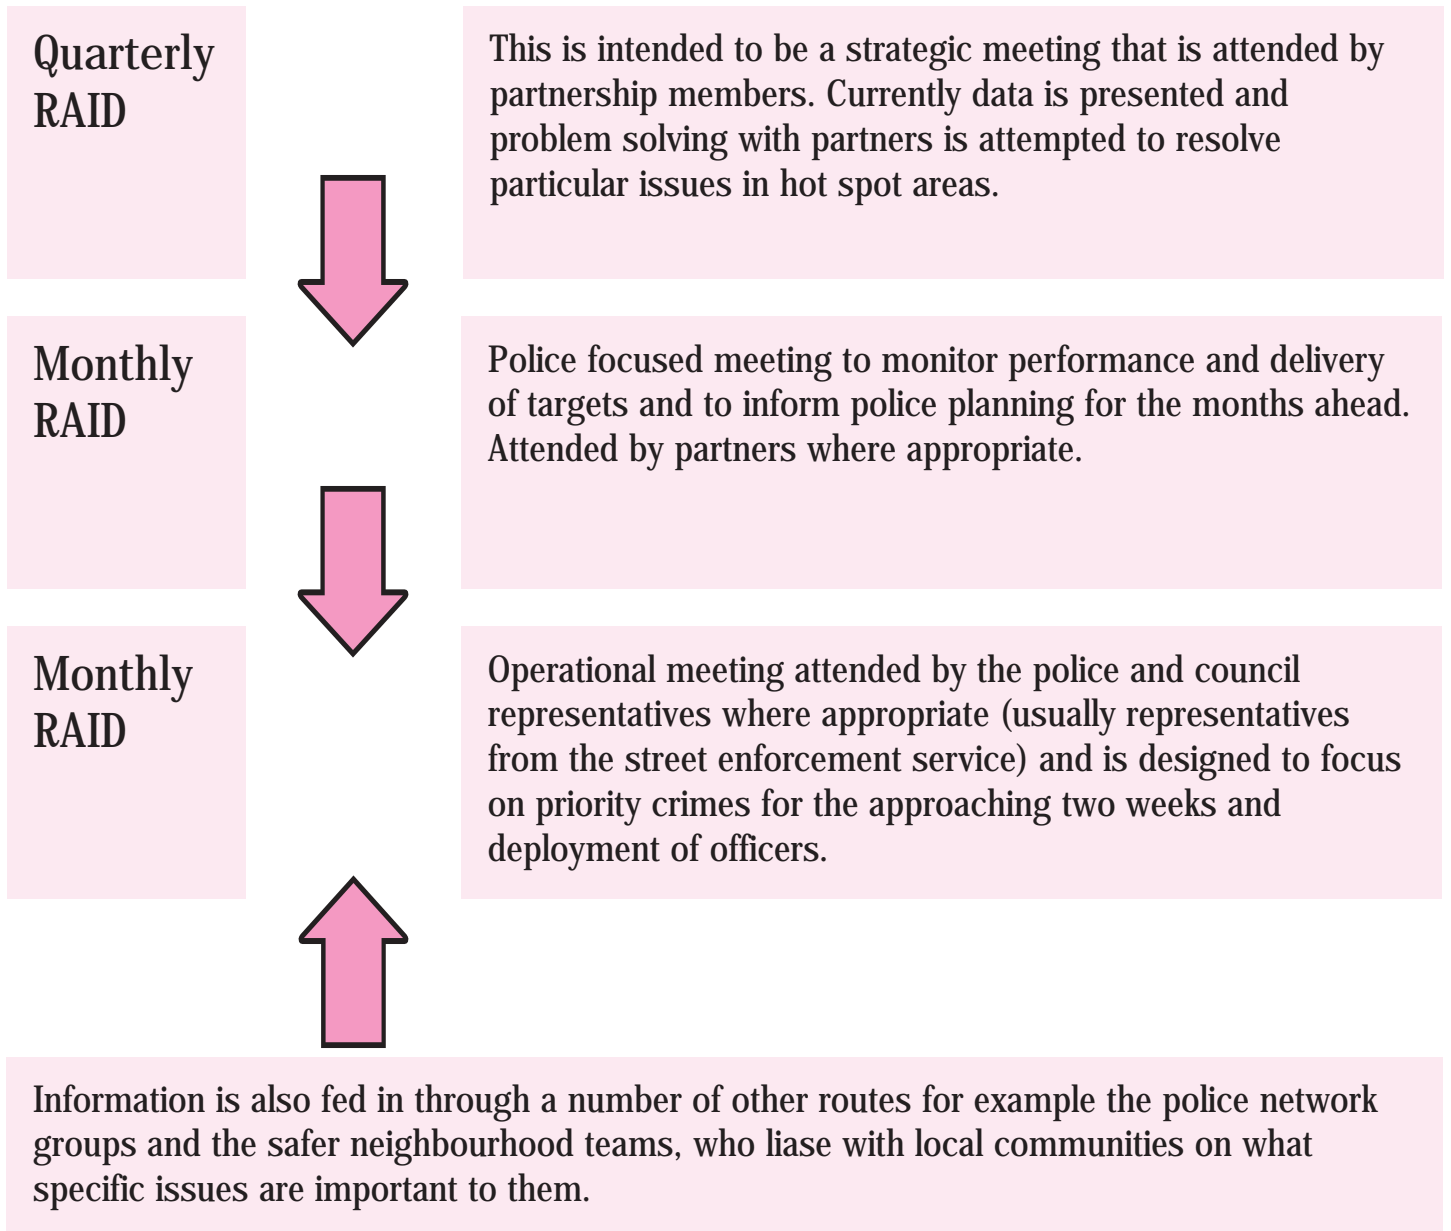 Quarterly
RAID
This is intended to be a strategic meeting that is attended by
partnership members. Currently data is presented and
problem solving with partners is attempted to resolve
particular issues in hot spot areas.
Monthly
RAID
Police focused meeting to monitor performance and delivery
of targets and to inform police planning for the months ahead.
Attended by partners where appropriate.
Monthly
RAID
Operational meeting attended by the police and council
representatives where appropriate (usually representatives
from the street enforcement service) and is designed to focus
on priority crimes for the approaching two weeks and
deployment of officers.
Information is also fed in through a number of other routes for example the police network
groups and the safer neighbourhood teams, who liase with local communities on what
specific issues are important to them.